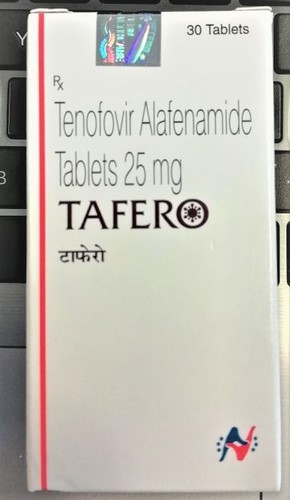 30 Tablets
Rx
Tenofovir Alafenamide
Tablets 25 mg
TAFERO
टाफेरो